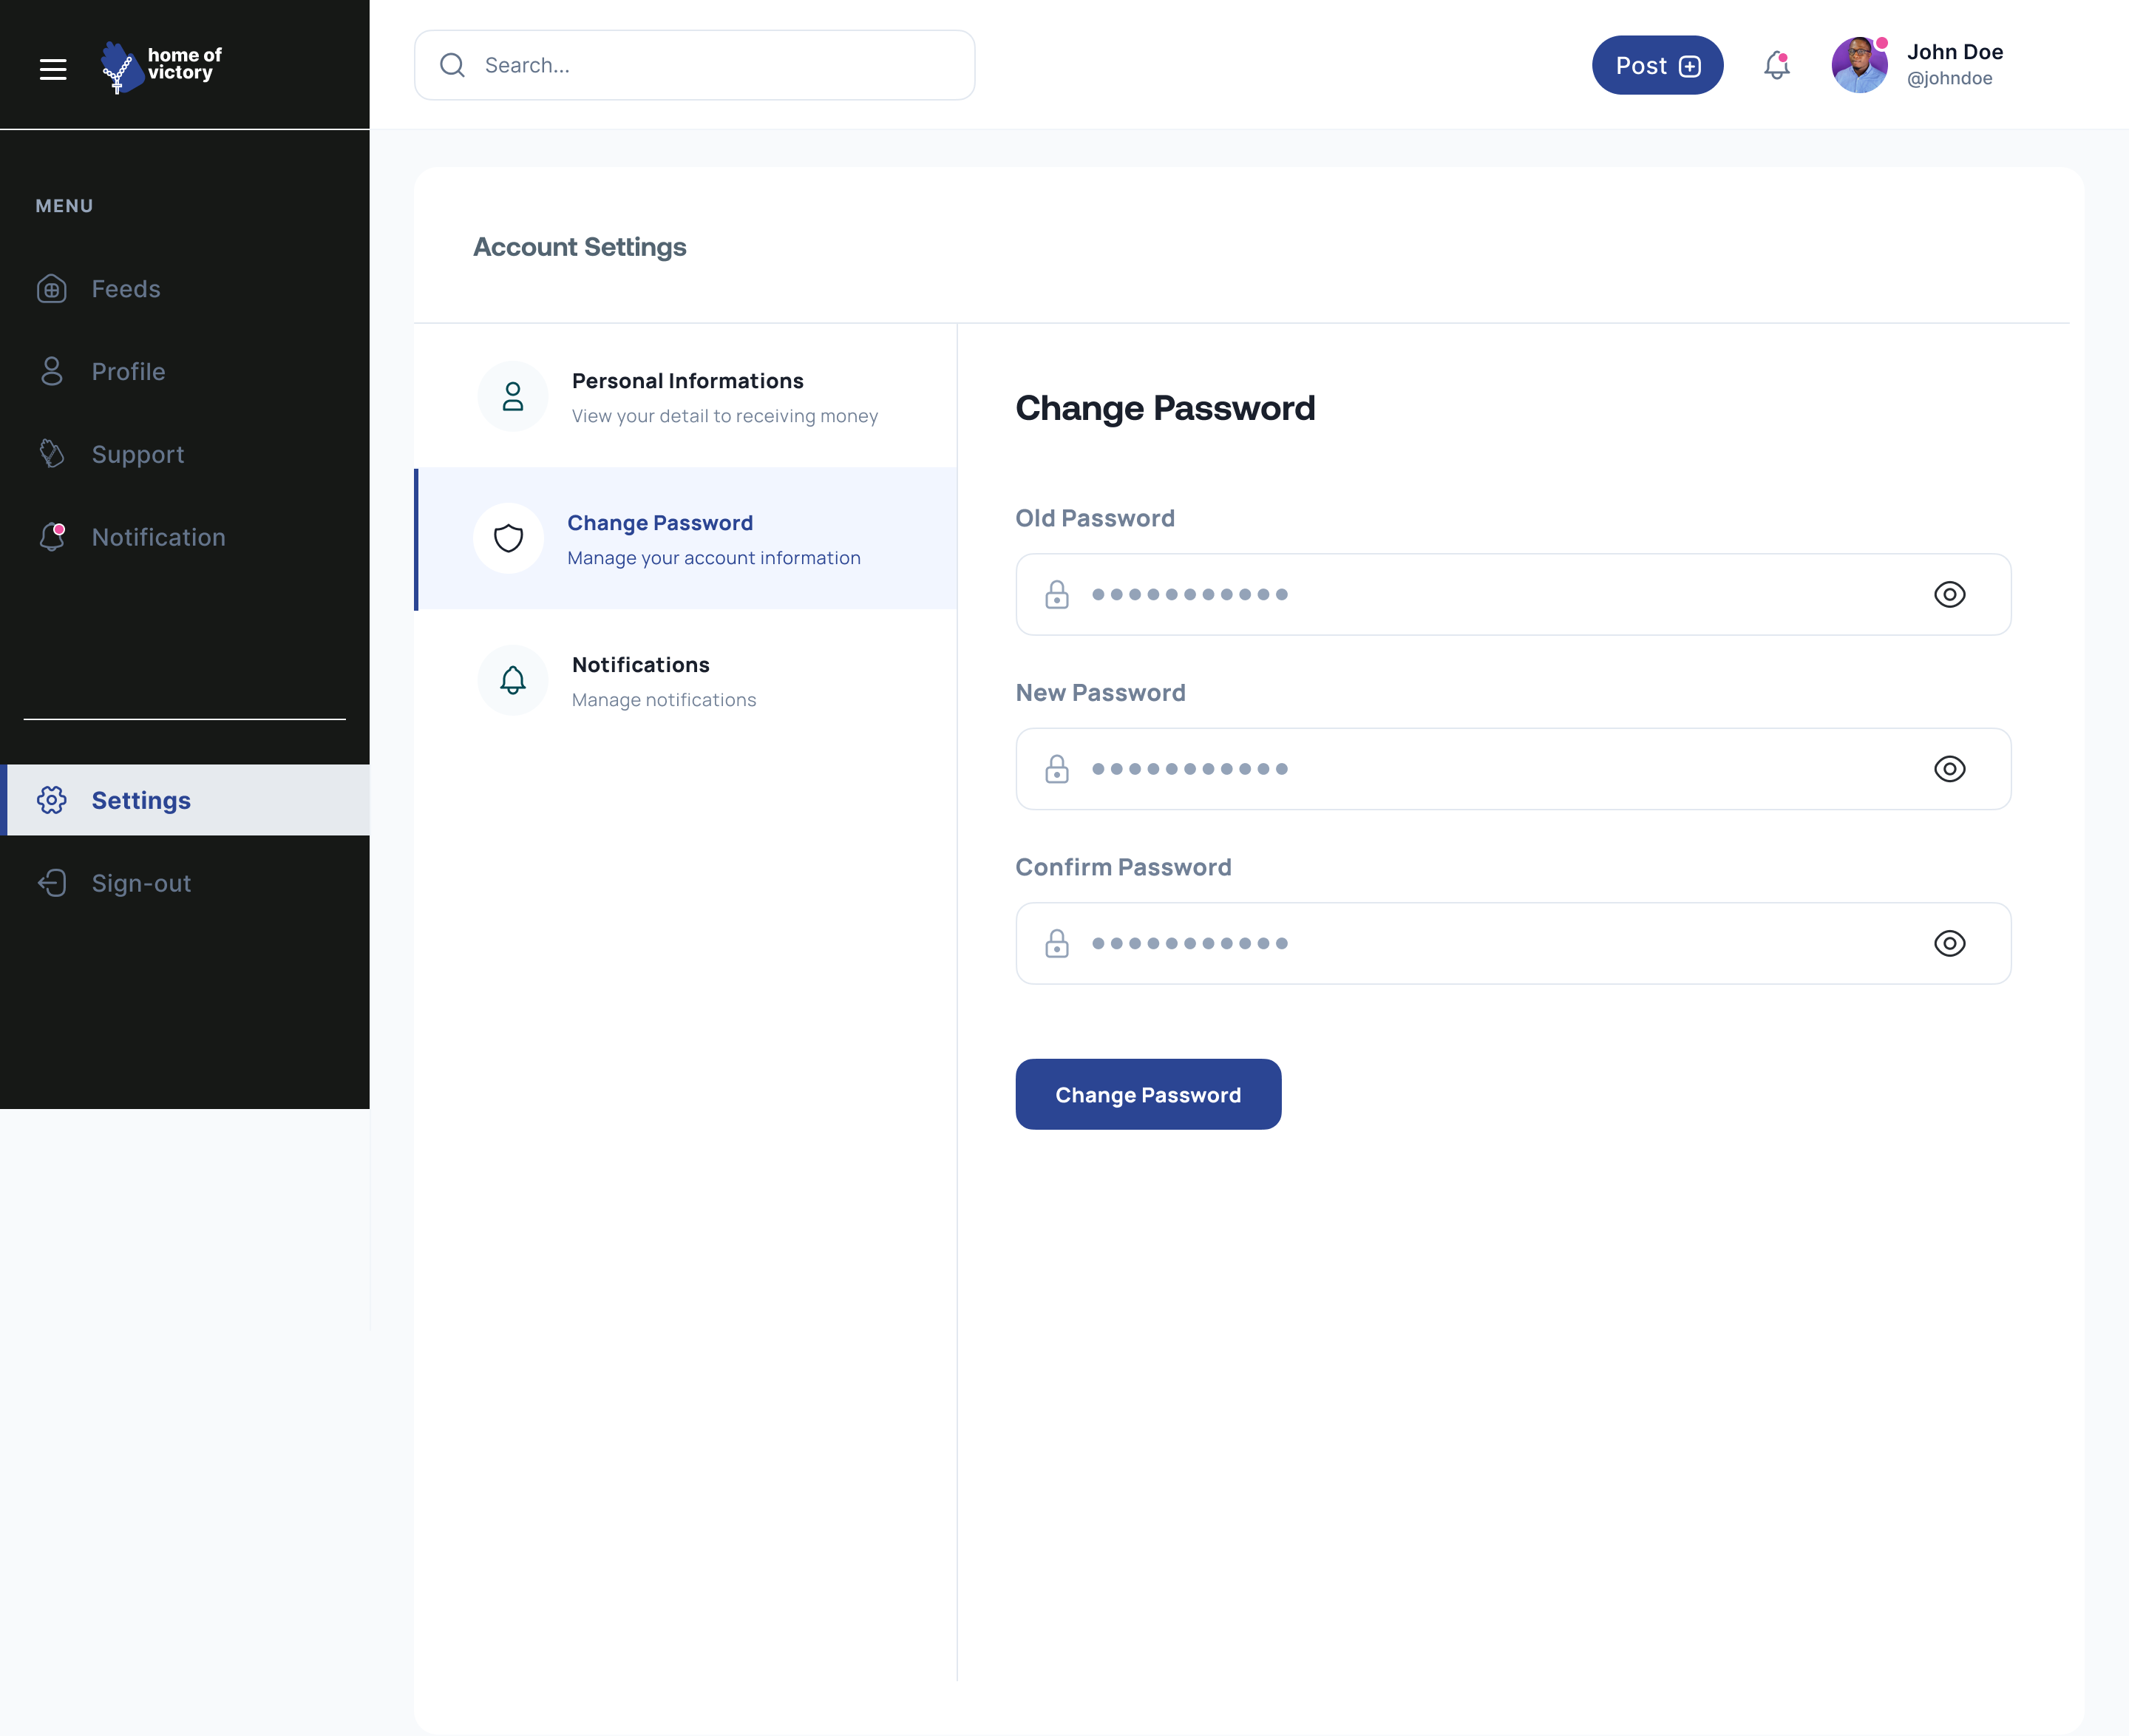 home of
victory
Search...
Post
John Doe
@johndoe
MENU
Feeds
Profile
Support
Notification
Settings
Sign-out
Account Settings
Personal Informations
View your detail to receiving money
Change Password
Manage your account information
Notifications
Manage notifications
Change Password
Old Password
New Password
Confirm Password
Change Password